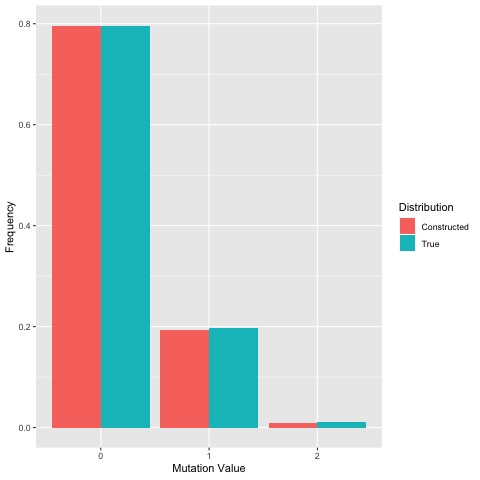 0.8
0.6
0.4
0.2
0.0
Frequency
0 1 2
Mutation Value
Distribution
Constructed
True